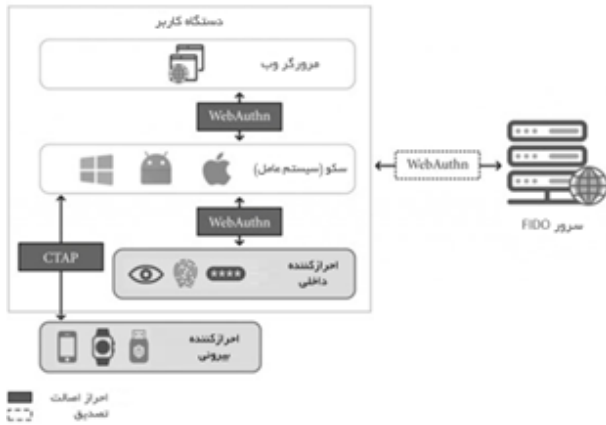 دستگاه کاربر
مرورگر وب
WebAuthn
سکو (سیستم عامل)
WebAuthn
سرور FIDO
WebAuthn
CTAP
احرازکننده
داخلی
احرازکننده
بیرونی
احراز اصالت
تصدیق